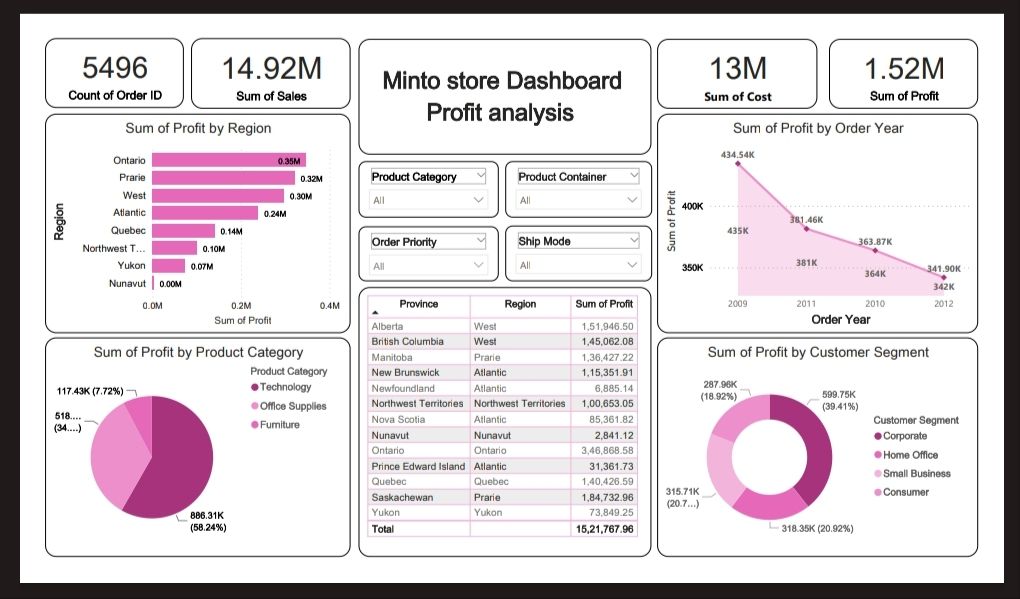 5496
Count of Order ID
14.92M
Sum of Sales
Minto store Dashboard
Profit analysis
13M
Sum of Cost
1.52M
Sum of Profit
Sum of Profit by Region
Region
Ontario 0.35M
Prarie 0.32M
West 0.30M
Atlantic 0.24M
Quebec 0.14M
Northwest T... 0.10M
Yukon 0.07M
Nunavut 0.00M
0.0M 0.2M 0.4M
Sum of Profit
Product Category
All
Product Container
All
Order Priority
All
Ship Mode
All
Sum of Profit by Order Year
Sum of Profit
400K
350K
434.54K
381.46K
363.87K
341.90K
435K
381K
364K
342K
2009 2011 2010 2012
Order Year
Sum of Profit by Product Category
117.43K (7.72%)
518....
(34....)
886.31K
(58.24%)
Product Category
Technology
Office Supplies
Furniture
Province Region Sum of Profit
Alberta West 1,51,946.50
British Columbia West 1,45,062.08
Manitoba Prarie 1,36,427.22
New Brunswick Atlantic 1,15,351.91
Newfoundland Atlantic 6,885.14
Northwest Territories Northwest Territories 1,00,653.05
Nova Scotia Atlantic 85,361.82
Nunavut Nunavut 2,841.12
Ontario Ontario 3,46,868.58
Prince Edward Island Atlantic 31,361.73
Quebec Quebec 1,40,426.59
Saskachewan Prarie 1,84,732.96
Yukon Yukon 73,849.25
Total 15,21,767.96
Sum of Profit by Customer Segment
287.96K
(18.92%)
599.75K
(39.41%)
315.71K
(20.7...)
318.35K (20.92%)
Customer Segment
Corporate
Home Office
Small Business
Consumer